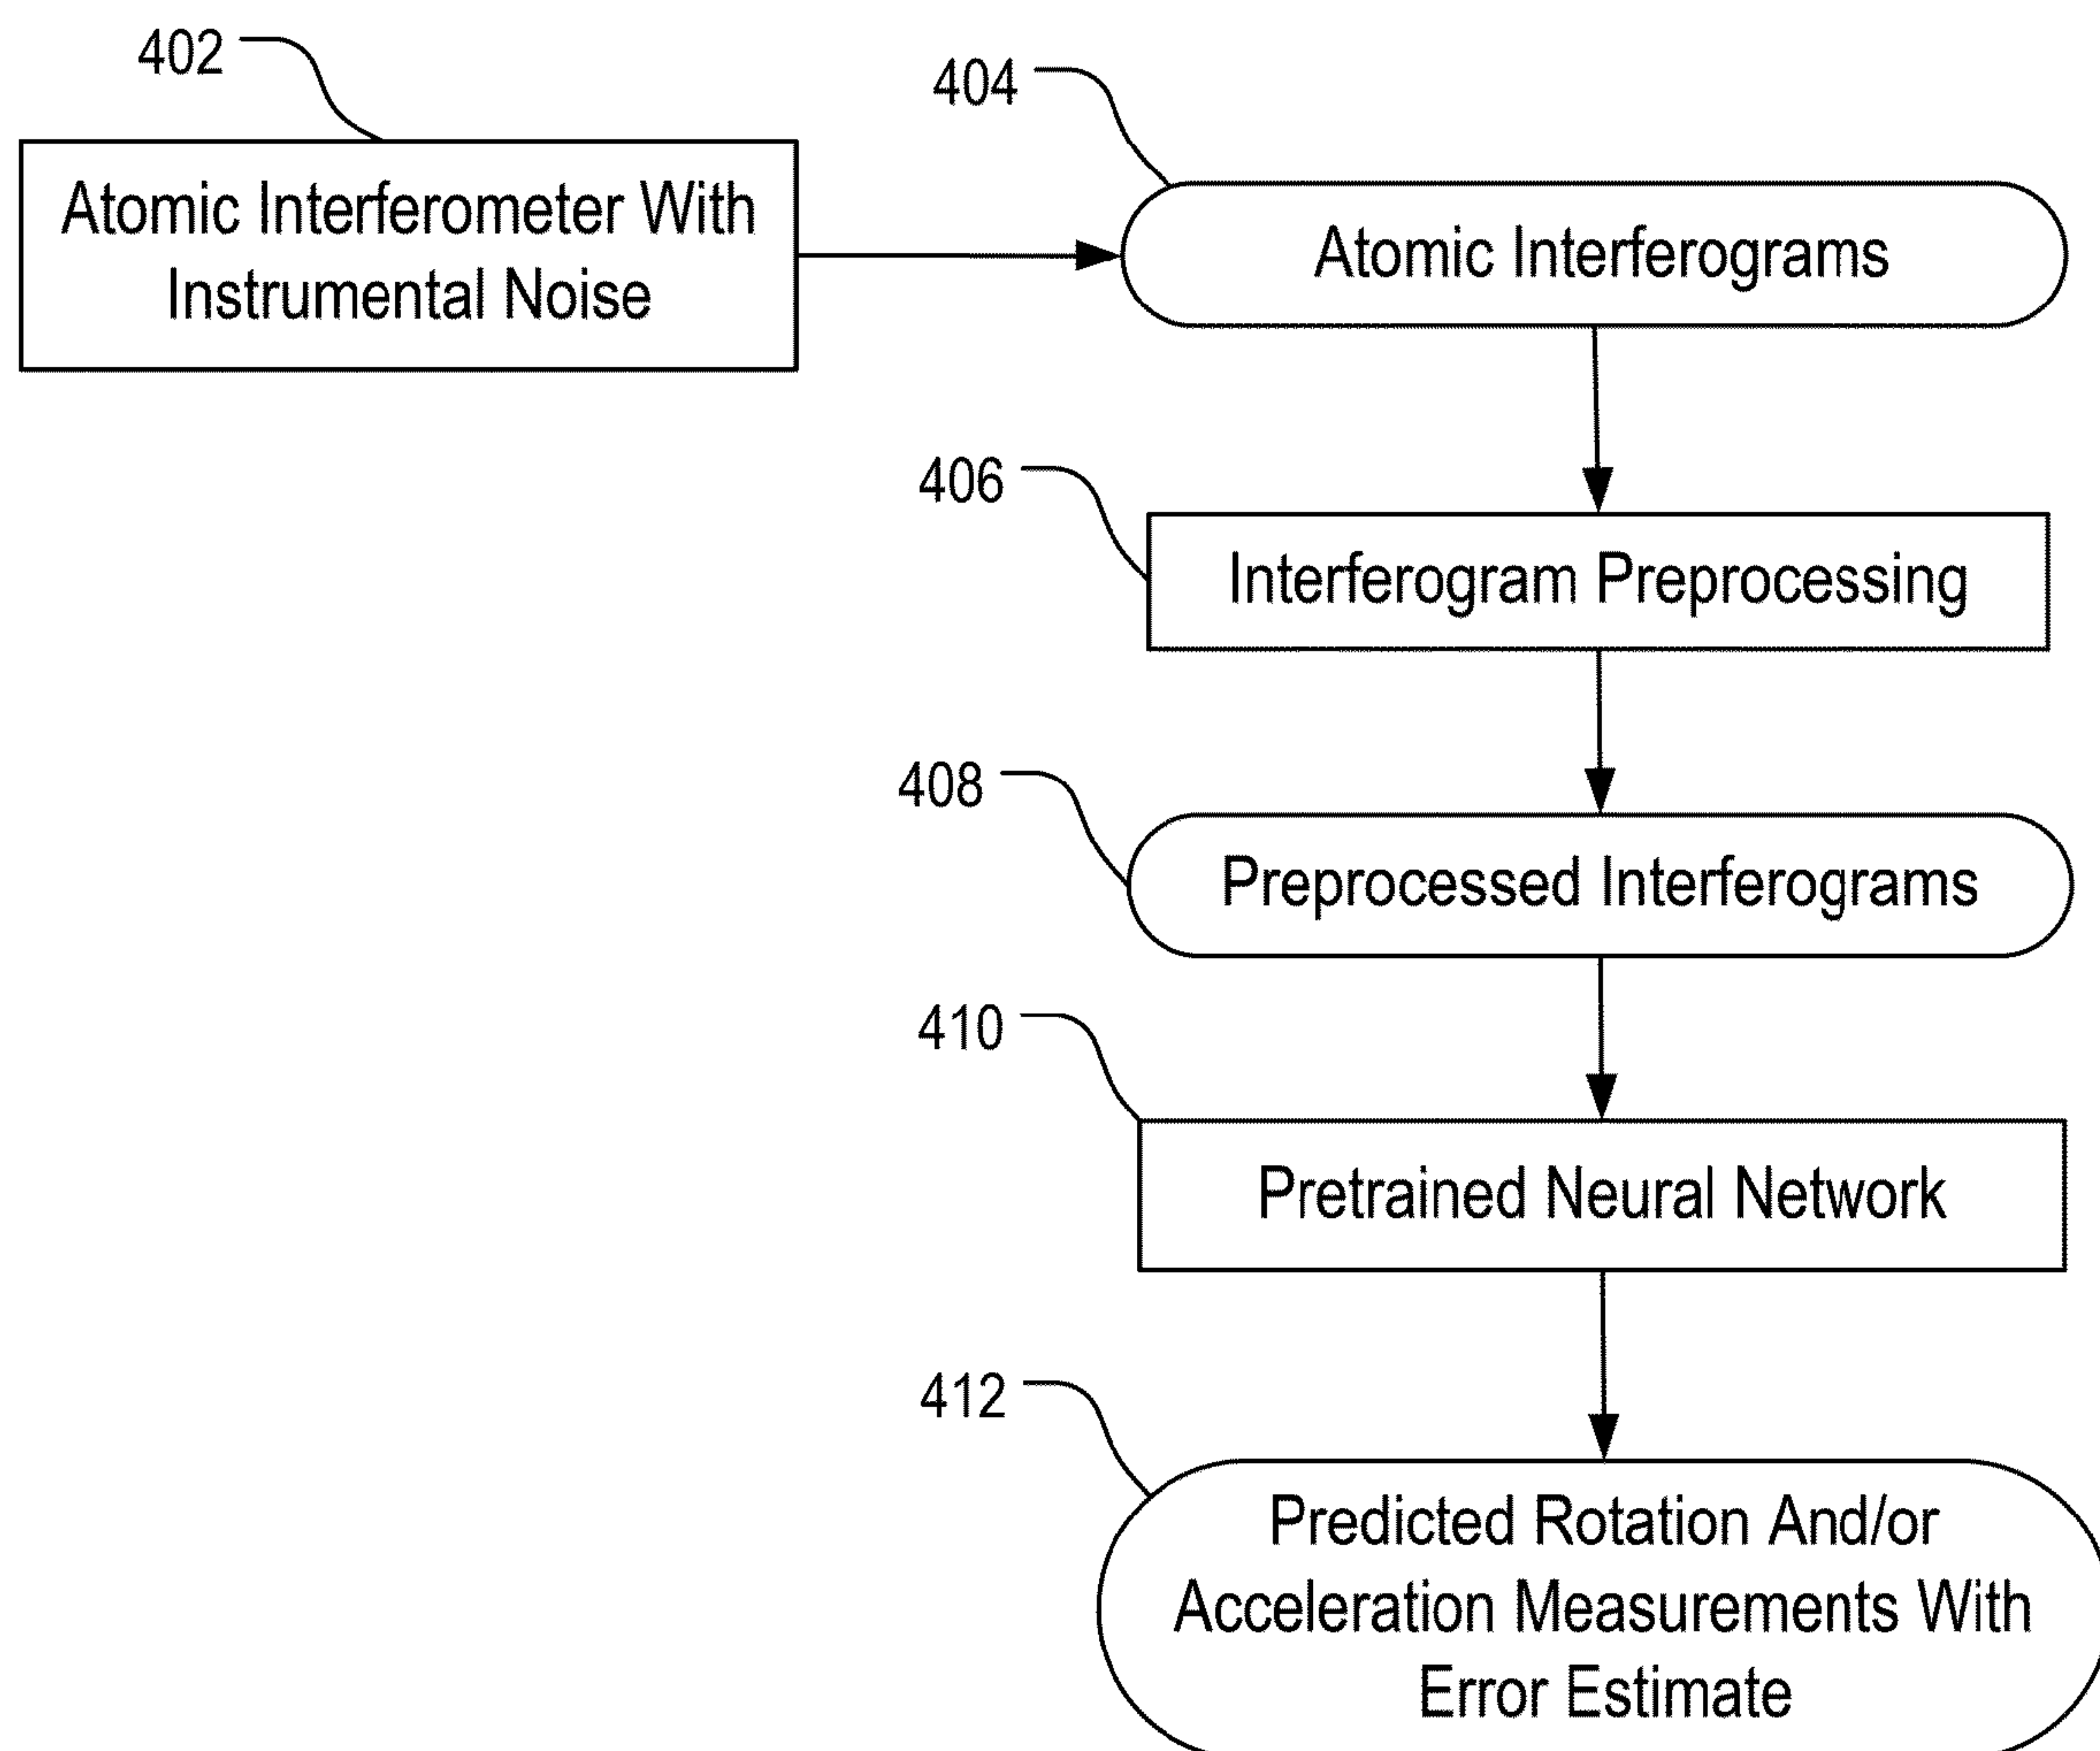 402
Atomic Interferometer With
Instrumental Noise
404
Atomic Interferograms
406
Interferogram Preprocessing
408
Preprocessed Interferograms
410
Pretrained Neural Network
412
Predicted Rotation And/or
Acceleration Measurements With
Error Estimate